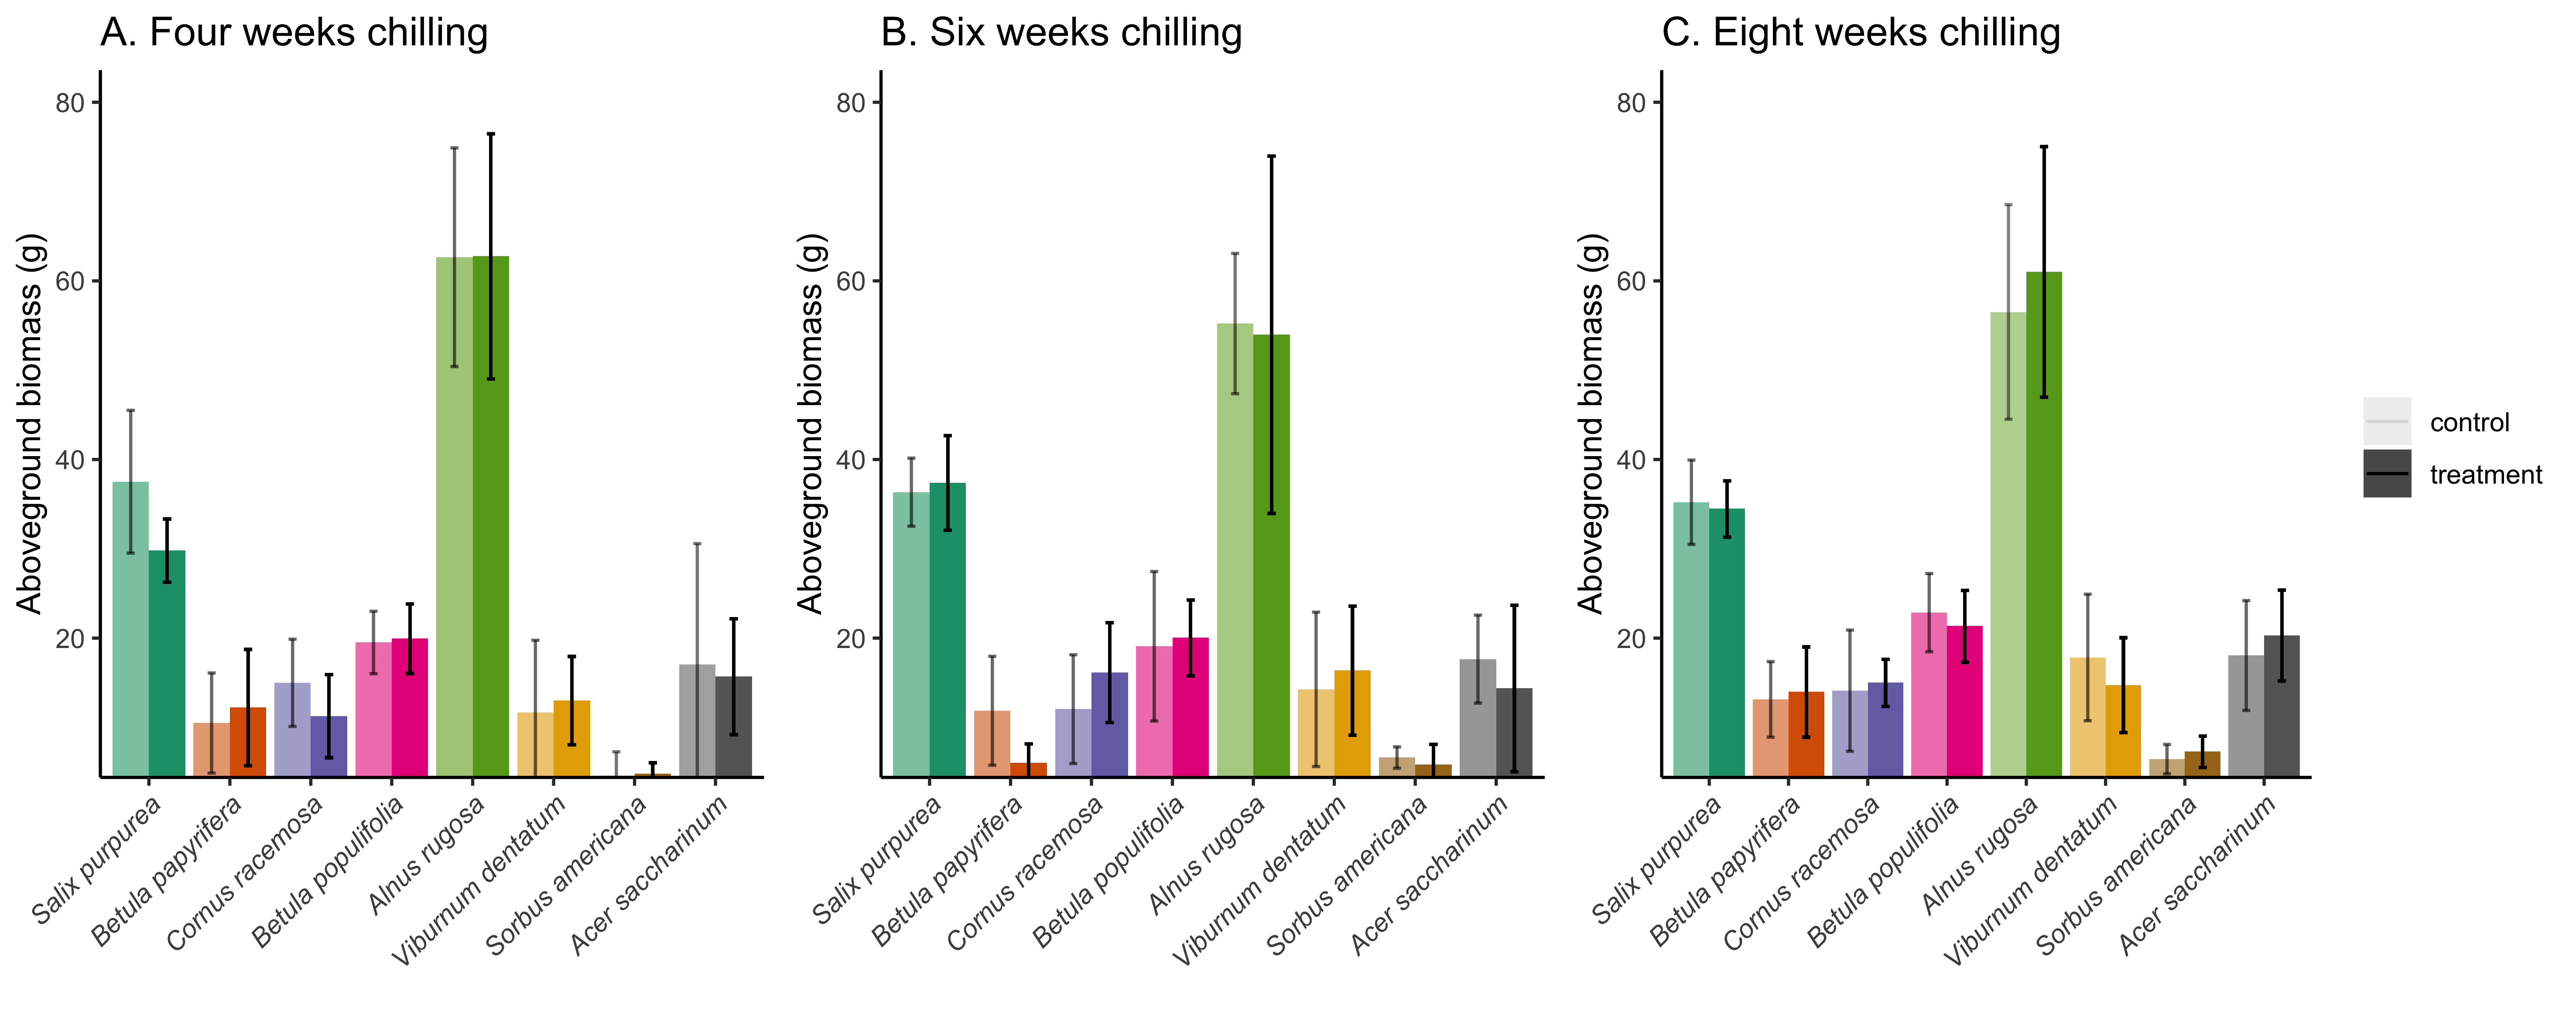 A. Four weeks chilling
Aboveground biomass (g)
80
60
40
20
Salix purpurea
Betula papyrifera
Cornus racemosa
Betula populifolia
Alnus rugosa
Viburnum dentatum
Sorbus americana
Acer saccharinum
B. Six weeks chilling
Aboveground biomass (g)
80
60
40
20
Salix purpurea
Betula papyrifera
Cornus racemosa
Betula populifolia
Alnus rugosa
Viburnum dentatum
Sorbus americana
Acer saccharinum
C. Eight weeks chilling
Aboveground biomass (g)
80
60
40
20
Salix purpurea
Betula papyrifera
Cornus racemosa
Betula populifolia
Alnus rugosa
Viburnum dentatum
Sorbus americana
Acer saccharinum
control
treatment